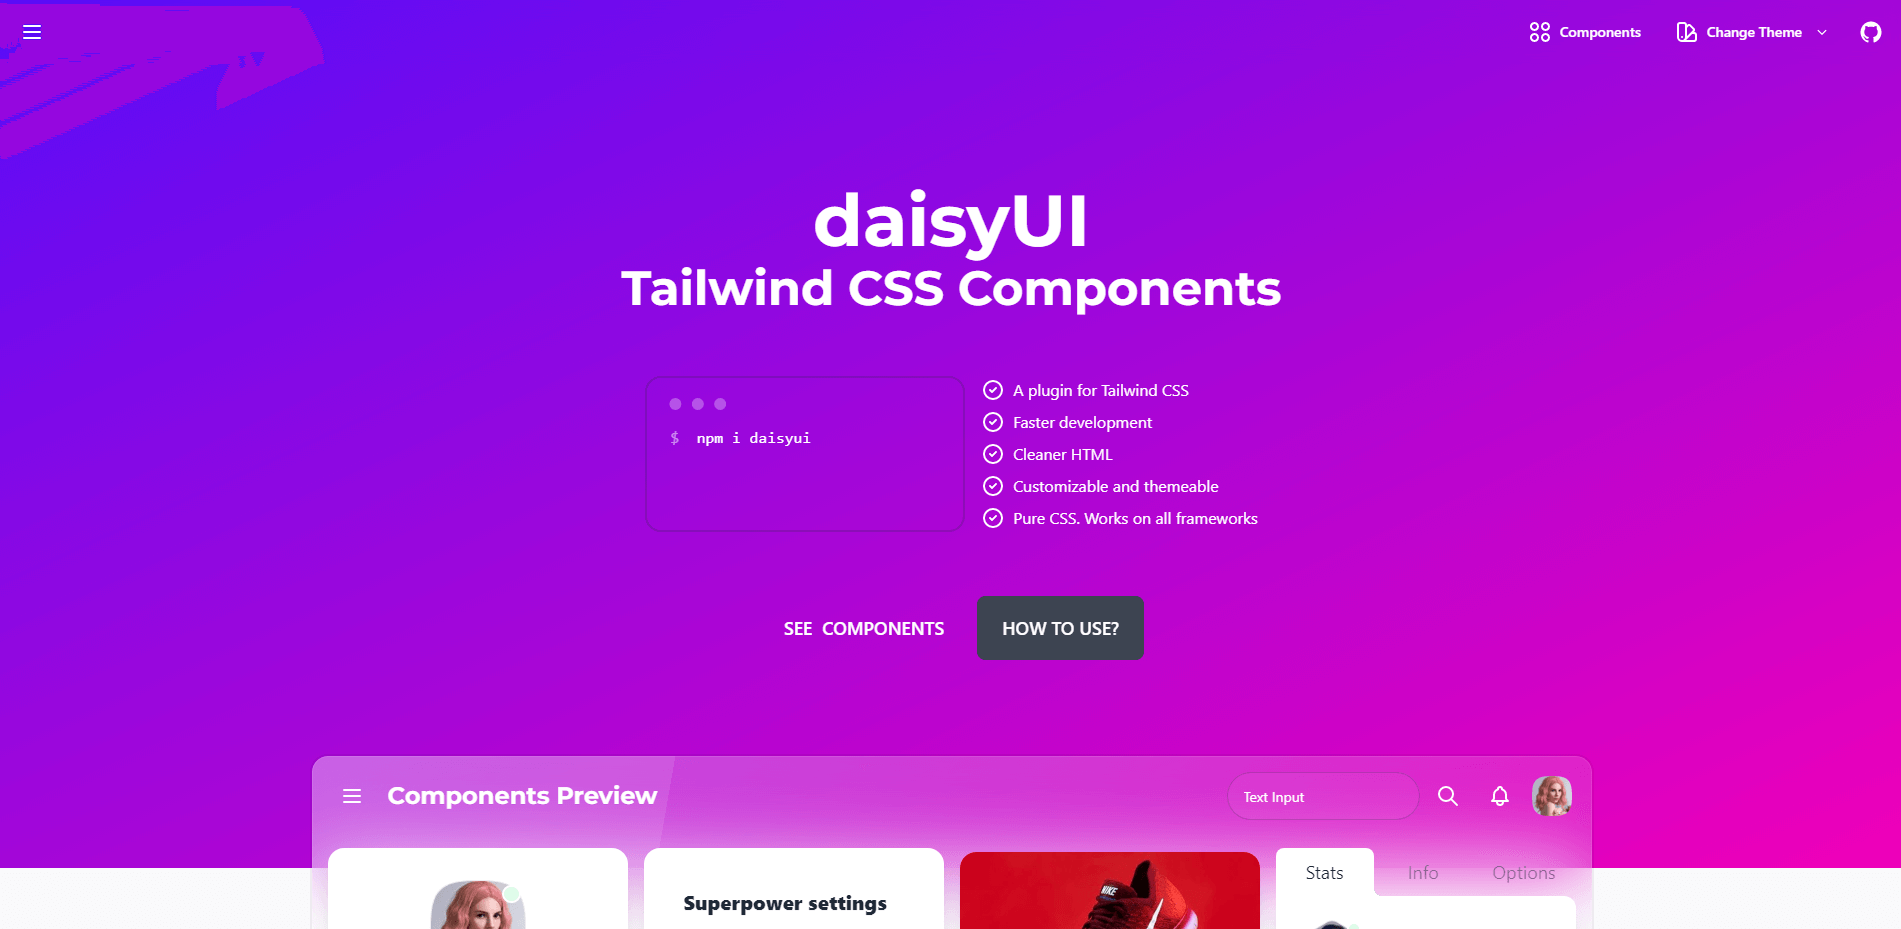 Components
Change Theme
daisyUI
Tailwind CSS Components
$ npm i daisyui
A plugin for Tailwind CSS
Faster development
Cleaner HTML
Customizable and themeable
Pure CSS. Works on all frameworks
SEE COMPONENTS
HOW TO USE?
Components Preview
Text Input
Superpower settings
NIKE
Stats
Info
Options